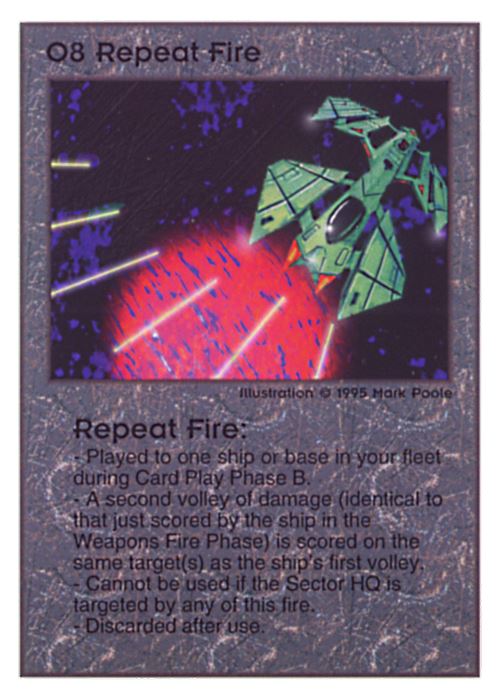 O8 Repeat Fire
Illustration © 1995 Mark Poole
Repeat Fire:
- Played to one ship or base in your fleet
during Card Play Phase B.
- A second volley of damage (identical to
that just scored by the ship in the
Weapons Fire Phase) is scored on the
same target(s) as the ship's first volley.
- Cannot be used if the Sector HQ is
targeted by any of this fire.
- Discarded after use.